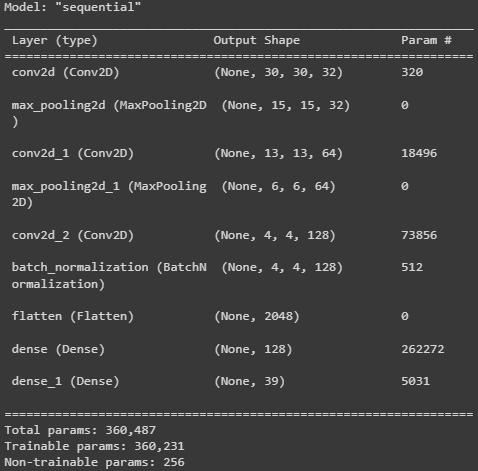 Model: "sequential"
Layer (type) Output Shape Param #
conv2d (Conv2D) (None, 30, 30, 32) 320
max_pooling2d (MaxPooling2D (None, 15, 15, 32) 0
)
conv2d_1 (Conv2D) (None, 13, 13, 64) 18496
max_pooling2d_1 (MaxPooling (None, 6, 6, 64) 0
2D)
conv2d_2 (Conv2D) (None, 4, 4, 128) 73856
batch_normalization (BatchN (None, 4, 4, 128) 512
ormalization)
flatten (Flatten) (None, 2048) 0
dense (Dense) (None, 128) 262272
dense_1 (Dense) (None, 39) 5031
Total params: 360,487
Trainable params: 360,231
Non-trainable params: 256